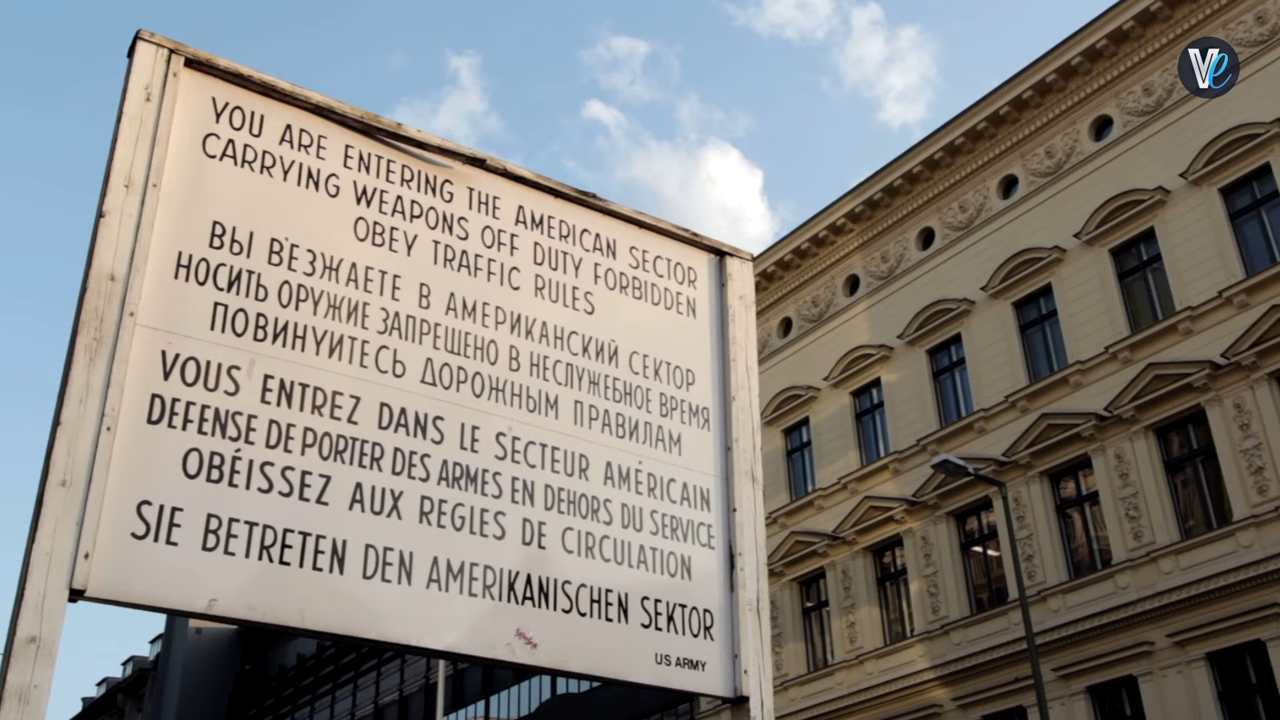 YOU ARE ENTERING THE AMERICAN SECTOR
CARRYING WEAPONS OFF DUTY FORBIDDEN
OBEY TRAFFIC RULES
ВЫ ВЪЕЗЖАЕТЕ В АМЕРИКАНСКИЙ СЕКТОР
НОСИТЬ ОРУЖИЕ ЗАПРЕЩЕНО В НЕСЛУЖЕБНОЕ ВРЕМЯ
ПОВИНУИТЕСЬ ДОРОЖНЫМ ПРАВИЛАМ
VOUS ENTREZ DANS LE SECTEUR AMÉRICAIN
DEFENSE DE PORTER DES ARMES EN DEHORS DU SERVICE
OBÉISSEZ AUX REGLES DE CIRCULATION
SIE BETRETEN DEN AMERIKANISCHEN SEKTOR
US ARMY
Ve